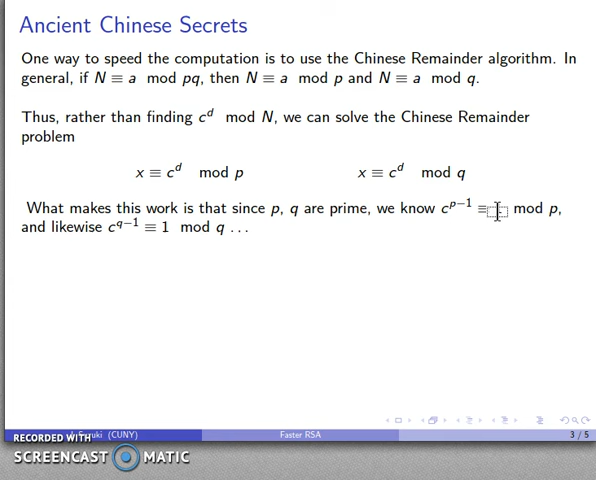 Ancient Chinese Secrets
One way to speed the computation is to use the Chinese Remainder algorithm. In
general, if N ≡ a mod pq, then N ≡ a mod p and N ≡ a mod q.
Thus, rather than finding c^d mod N, we can solve the Chinese Remainder
problem
x ≡ c^d mod p x ≡ c^d mod q
What makes this work is that since p, q are prime, we know c^{p−1} ≡ mod p,
and likewise c^{q−1} ≡ 1 mod q ...
(CUNY) Faster RSA 3 / 5
RECORDED WITH
SCREENCAST MATIC